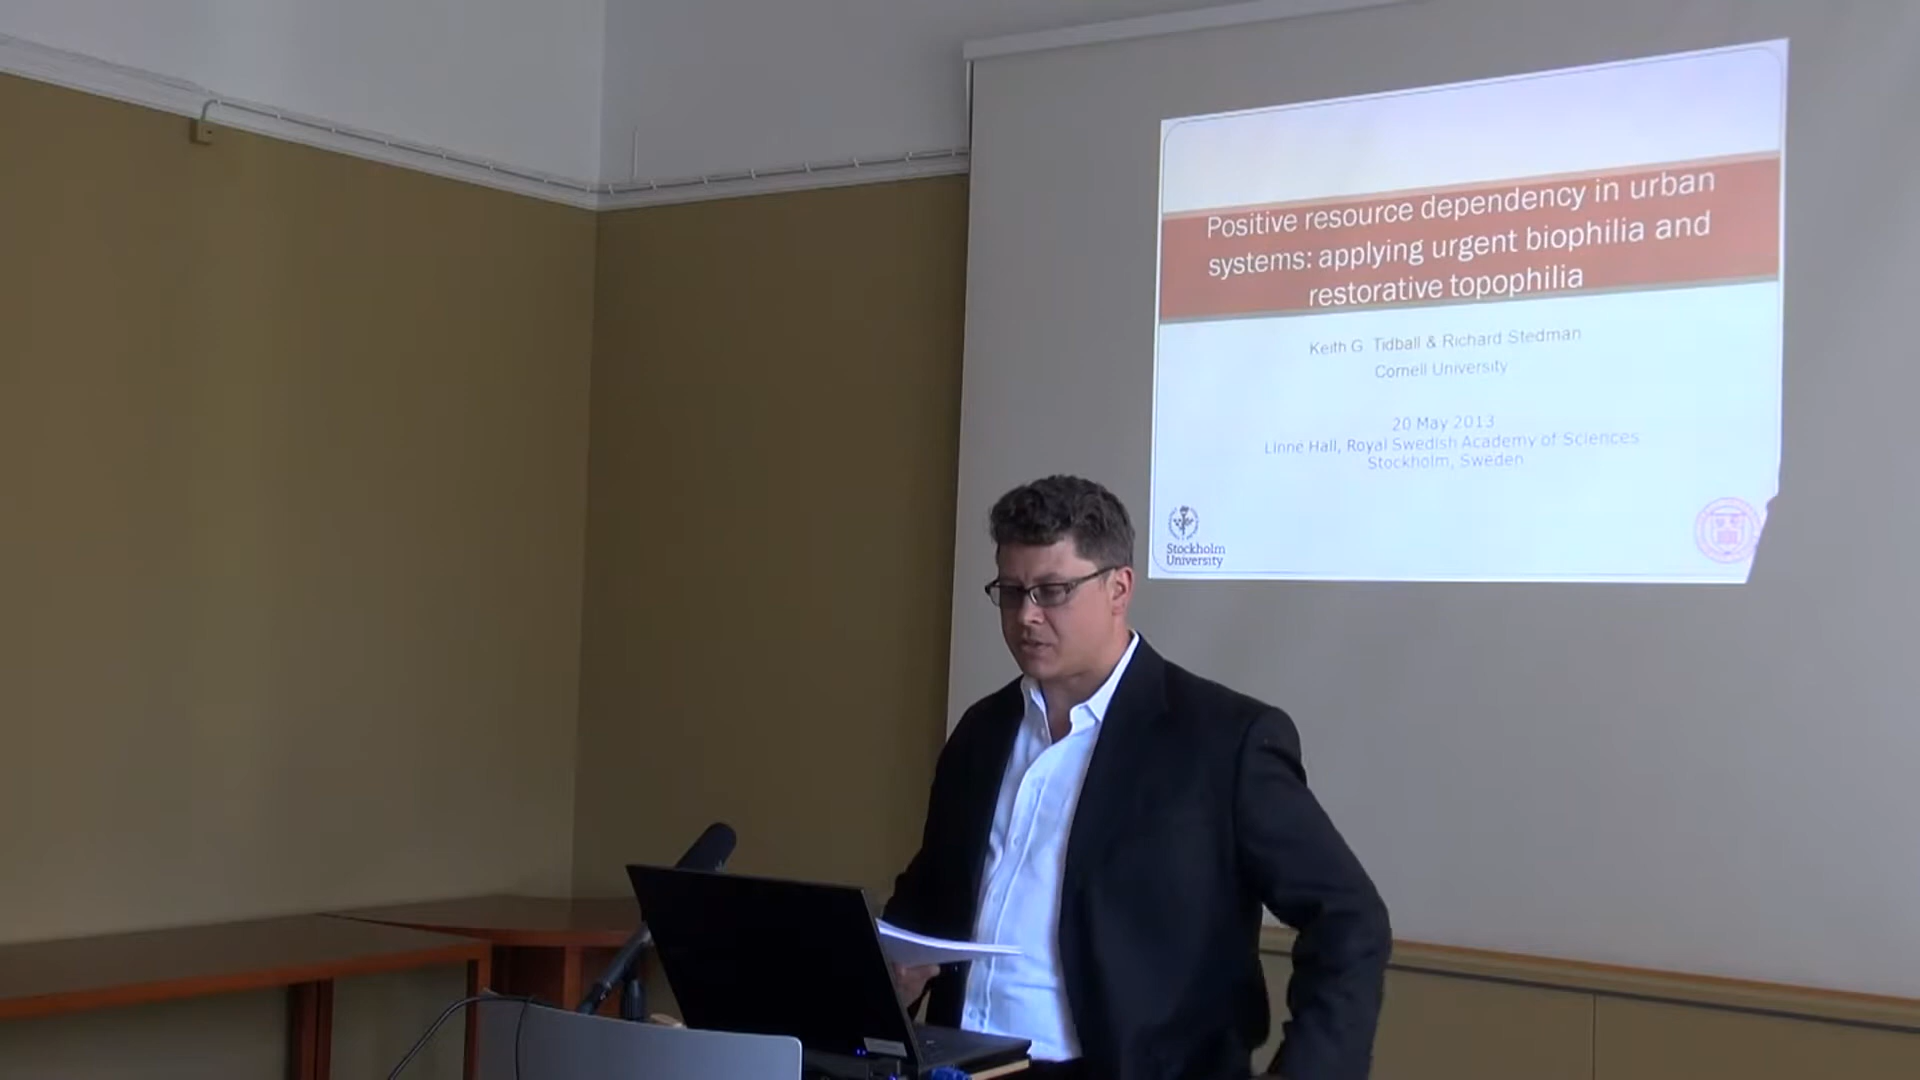 Positive resource dependency in urban
systems: applying urgent biophilia and
restorative topophilia
Keith G. Tidball & Richard Stedman
Cornell University
20 May 2013
Linne Hall, Royal Swedish Academy of Sciences
Stockholm, Sweden
Stockholm
University